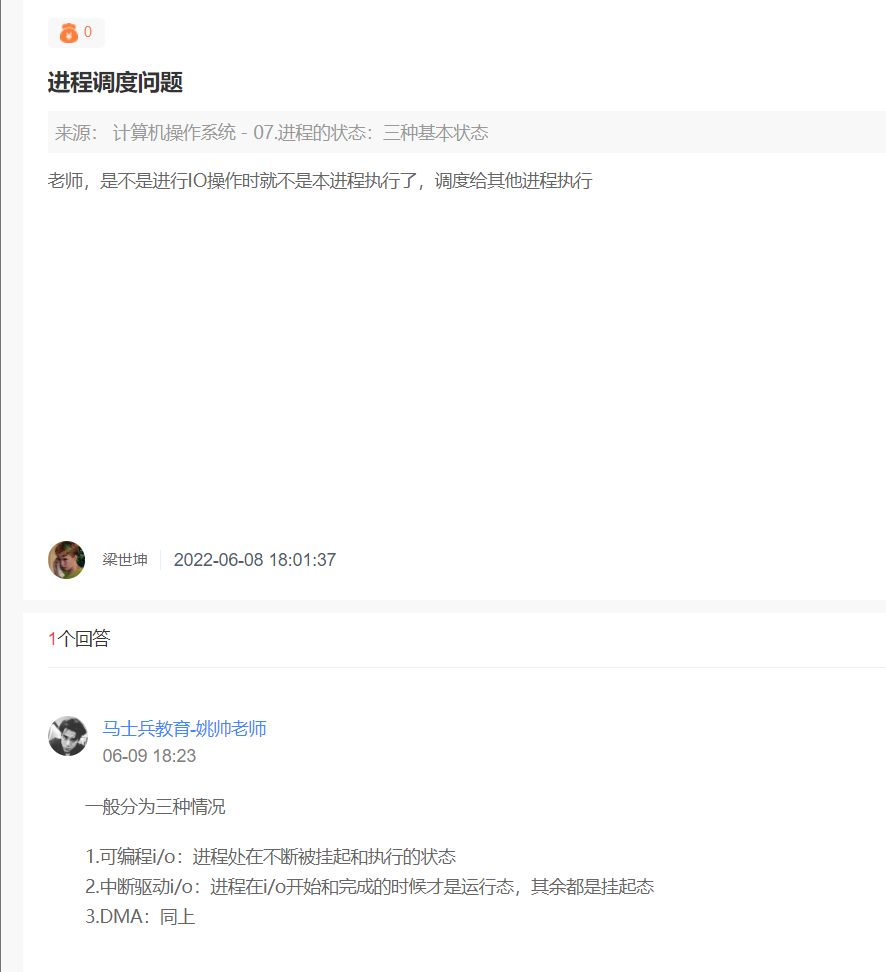 0
进程调度问题
来源： 计算机操作系统 - 07.进程的状态：三种基本状态
老师，是不是进行IO操作时就不是本进程执行了，调度给其他进程执行
梁世坤 2022-06-08 18:01:37
1个回答
马士兵教育-姚帅老师
06-09 18:23
一般分为三种情况
1.可编程i/o：进程处在不断被挂起和执行的状态
2.中断驱动i/o：进程在i/o开始和完成的时候才是运行态，其余都是挂起态
3.DMA：同上